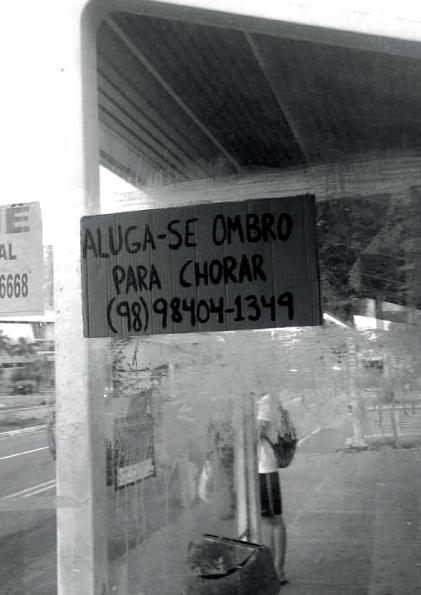 ALUGA-SE OMBRO
PARA CHORAR
(98)98404-1349
E
AL
6668